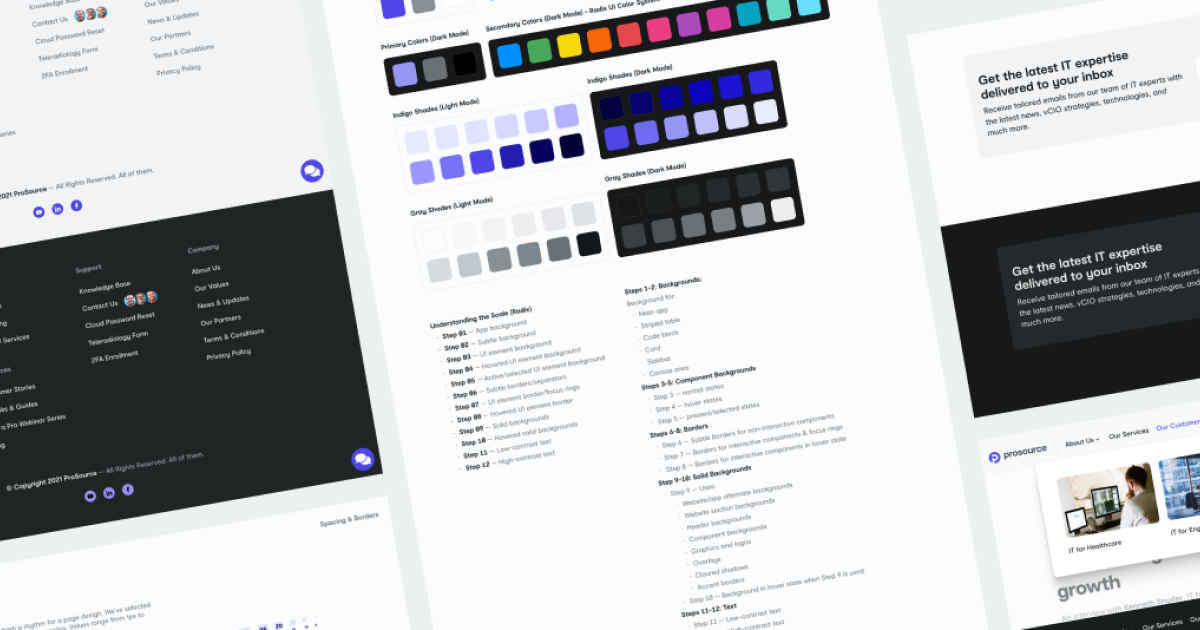 Knowledge Base
Contact Us
Cloud Password Reset
Teleradiology Form
2FA Enrollment
Our Values
News & Updates
Our Partners
Terms & Conditions
Privacy Policy
2021 ProSource — All Rights Reserved. All of them.
Support
Knowledge Base
Contact Us
Cloud Password Reset
Teleradiology Form
2FA Enrollment
Company
About Us
Our Values
News & Updates
Our Partners
Terms & Conditions
Privacy Policy
Services
& Guides
a Pro Webinar Series
© Copyright 2021 ProSource — All Rights Reserved. All of them.
Spacing & Borders
rhythm for a page design. We've selected
Values range from 1px to
Primary Colors (Dark Mode)
Secondary Colors (Dark Mode) - Radix UI Color System
Indigo Shades (Light Mode)
Indigo Shades (Dark Mode)
Gray Shades (Light Mode)
Gray Shades (Dark Mode)
Understanding the Scale (Radix)
· Step 01 — App background
· Step 02 — Subtle background
· Step 03 — UI element background
· Step 04 — Hovered UI element background
· Step 05 — Active/selected UI element background
· Step 06 — Subtle borders/separators
· Step 07 — UI element border/focus rings
· Step 08 — Hovered UI element border
· Step 09 — Solid backgrounds
· Step 10 — Hovered solid backgrounds
· Step 11 — Low-contrast text
· Step 12 — High-contrast text
Steps 1-2: Backgrounds:
Background for:
· Main app
· Striped table
· Code block
· Card
· Sidebar
· Canvas area
Steps 3-5: Component Backgrounds
· Step 3 — normal states
· Step 4 — hover states
· Step 5 — pressed/selected states
Steps 6-8: Borders
· Step 6 — Subtle borders for non-interactive components
· Step 7 — Borders for interactive components & focus rings
· Step 8 — Borders for interactive components in hover state
Steps 9-10: Solid Backgrounds
· Step 9 — Uses:
· Website/app alternate backgrounds
· Website section backgrounds
· Header backgrounds
· Component backgrounds
· Graphics and logos
· Overlays
· Coloured shadows
· Accent borders
· Step 10 — Background in hover state when Step 9 is used
Steps 11-12: Text
· Step 11 — Low-contrast text
High-contrast text
Get the latest IT expertise
delivered to your inbox
Receive tailored emails from our team of IT experts with
the latest news, vCIO strategies, technologies, and
much more.
Get the latest IT expertise
delivered to your inbox
Receive tailored emails from our team of IT experts
the latest news, vCIO strategies, technologies, and
much more.
prosource
About Us
Our Services
Our Customer
IT for Healthcare
IT for Eng
growth
An interview with Kenneth Snyder, IT
About Us
Our Services